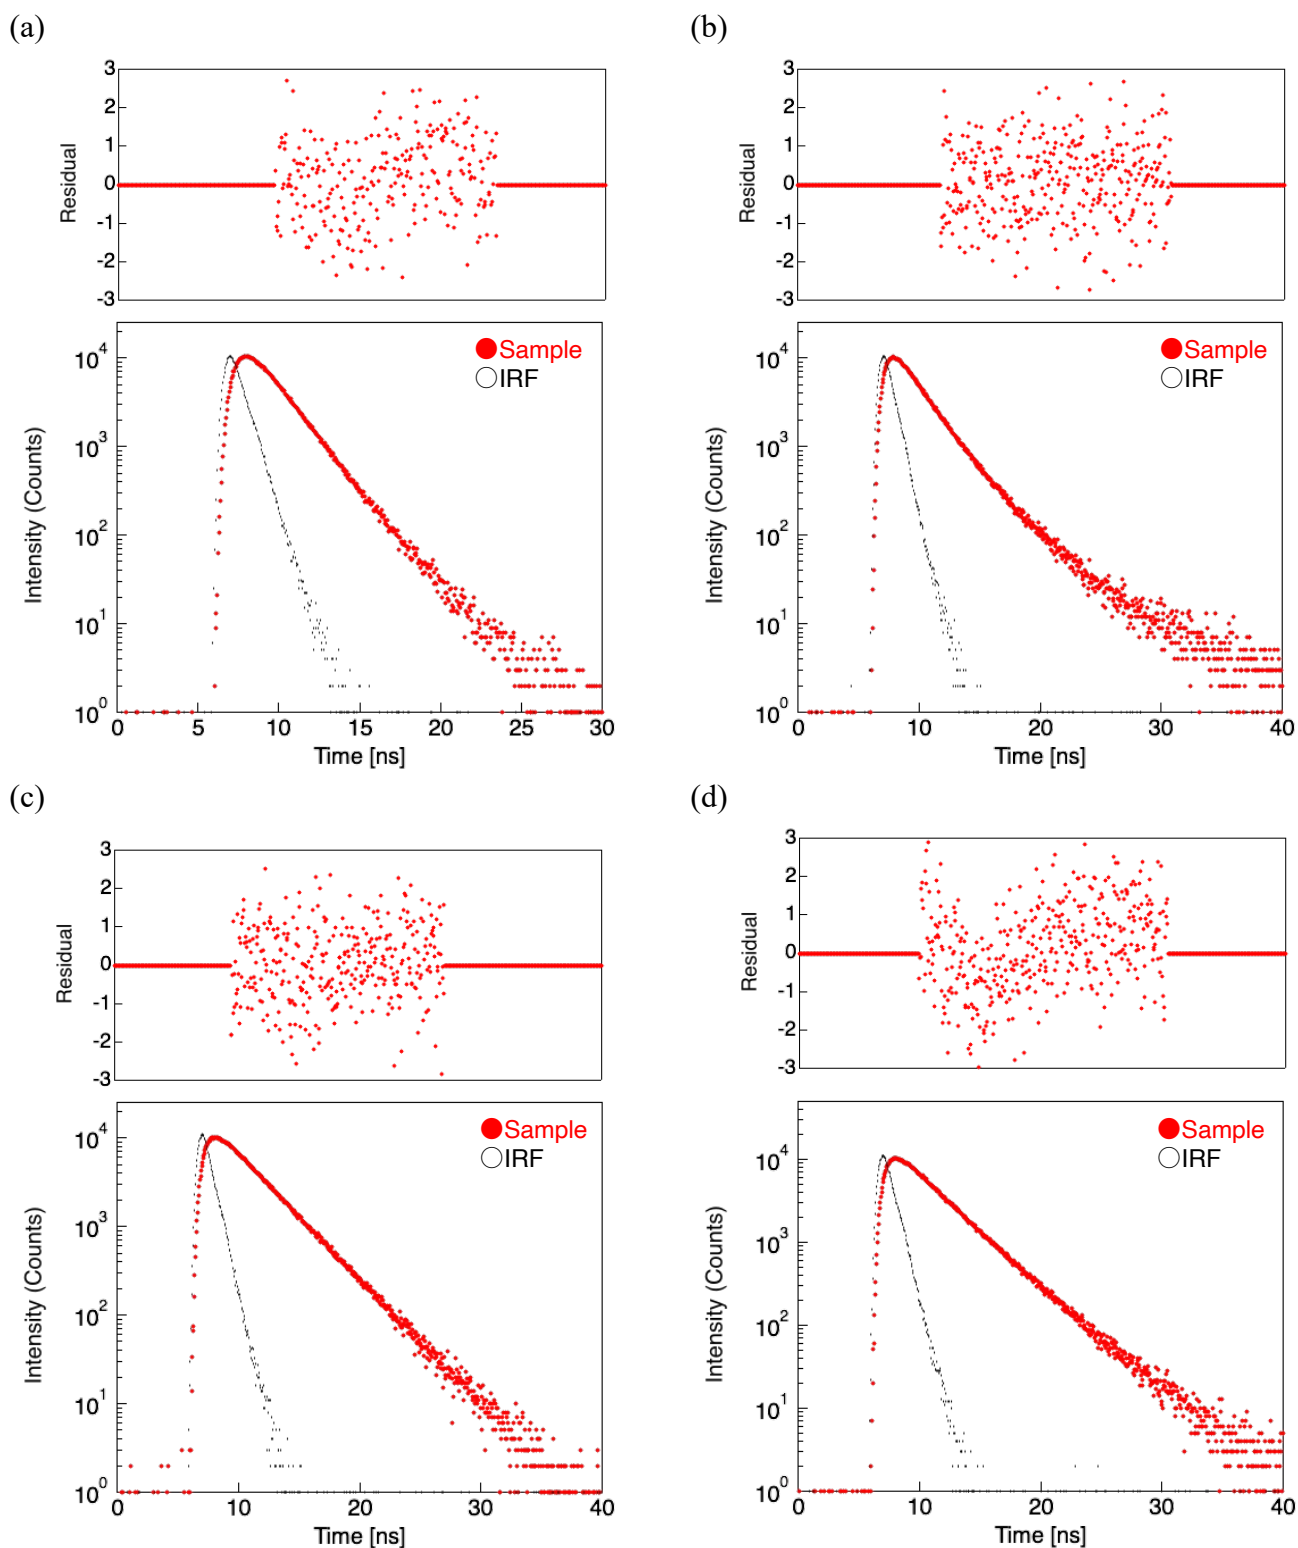 (a)
3
2
1
0
-1
-2
-3
Residual
10^4
10^3
10^2
10^1
10^0
Intensity (Counts)
Sample
IRF
0 5 10 15 20 25 30
Time [ns]
(b)
3
2
1
0
-1
-2
-3
Residual
10^4
10^3
10^2
10^1
10^0
Intensity (Counts)
Sample
IRF
0 10 20 30 40
Time [ns]
(c)
3
2
1
0
-1
-2
-3
Residual
10^4
10^3
10^2
10^1
10^0
Intensity (Counts)
Sample
IRF
0 10 20 30 40
Time [ns]
(d)
3
2
1
0
-1
-2
-3
Residual
10^4
10^3
10^2
10^1
10^0
Intensity (Counts)
Sample
IRF
0 10 20 30 40
Time [ns]